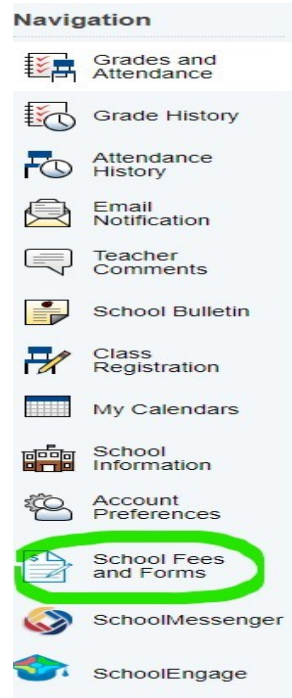 Navigation
Grades and
Attendance
Grade History
Attendance
History
Email
Notification
Teacher
Comments
School Bulletin
Class
Registration
My Calendars
School
Information
Account
Preferences
School Fees
and Forms
SchoolMessenger
SchoolEngage